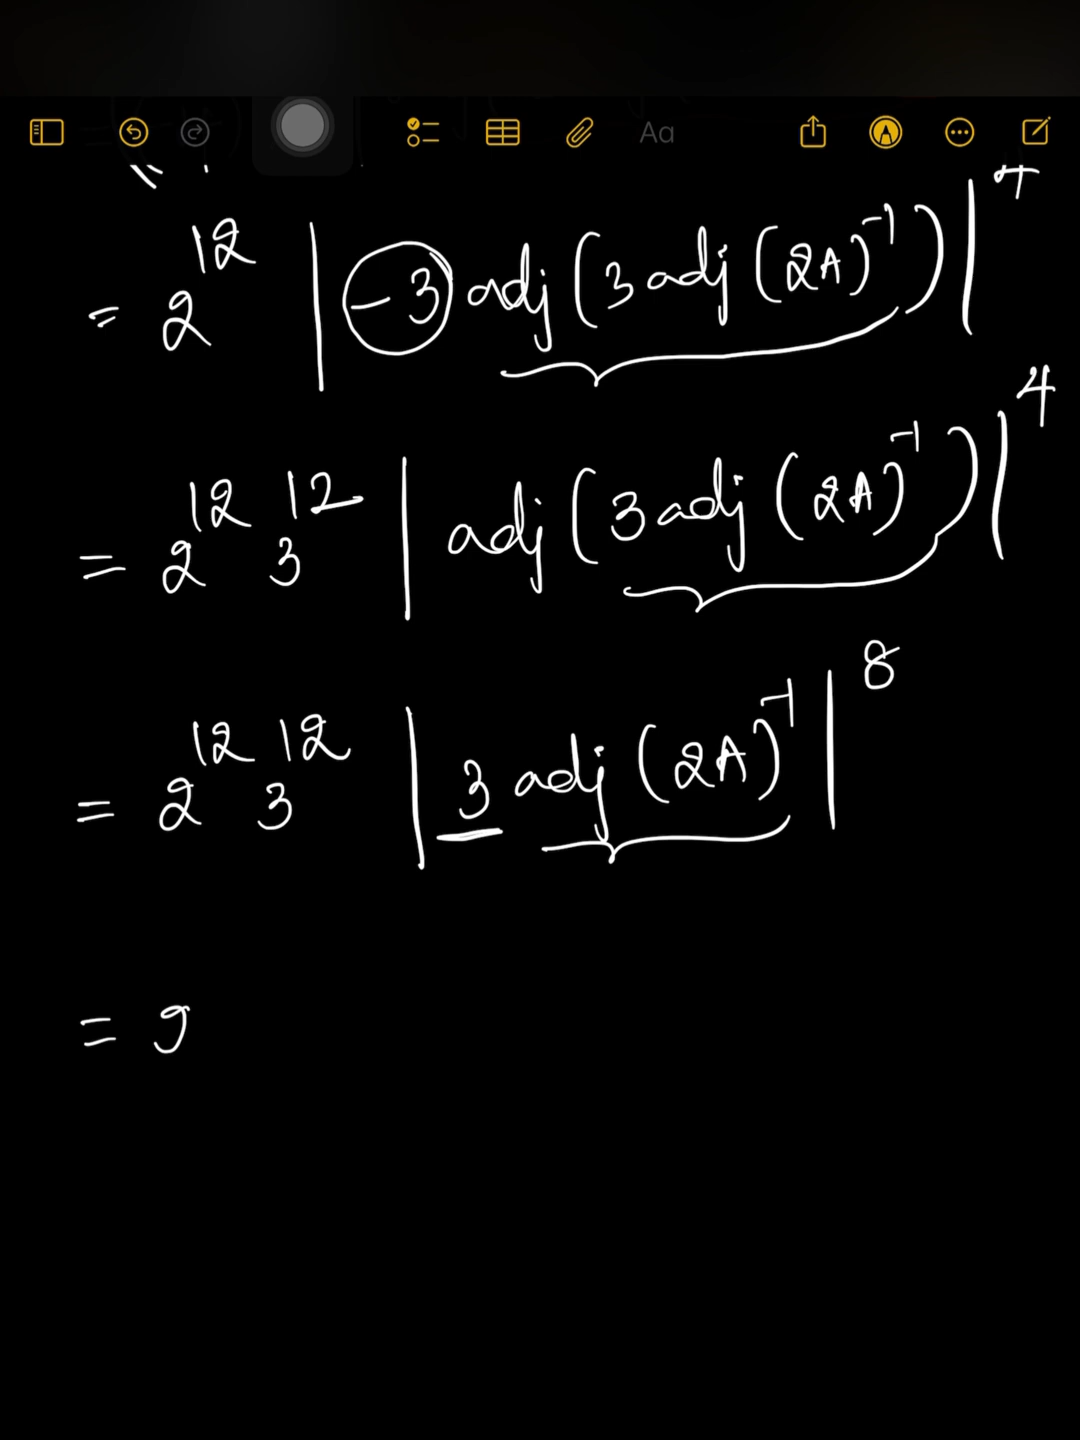 Aa
= 2^12 | -3 adj (3 adj (2A)^-1) |^4
= 2^12 3^12 | adj (3 adj (2A)^-1) |^4
= 2^12 3^12 | 3 adj (2A)^-1 |^8
= 9